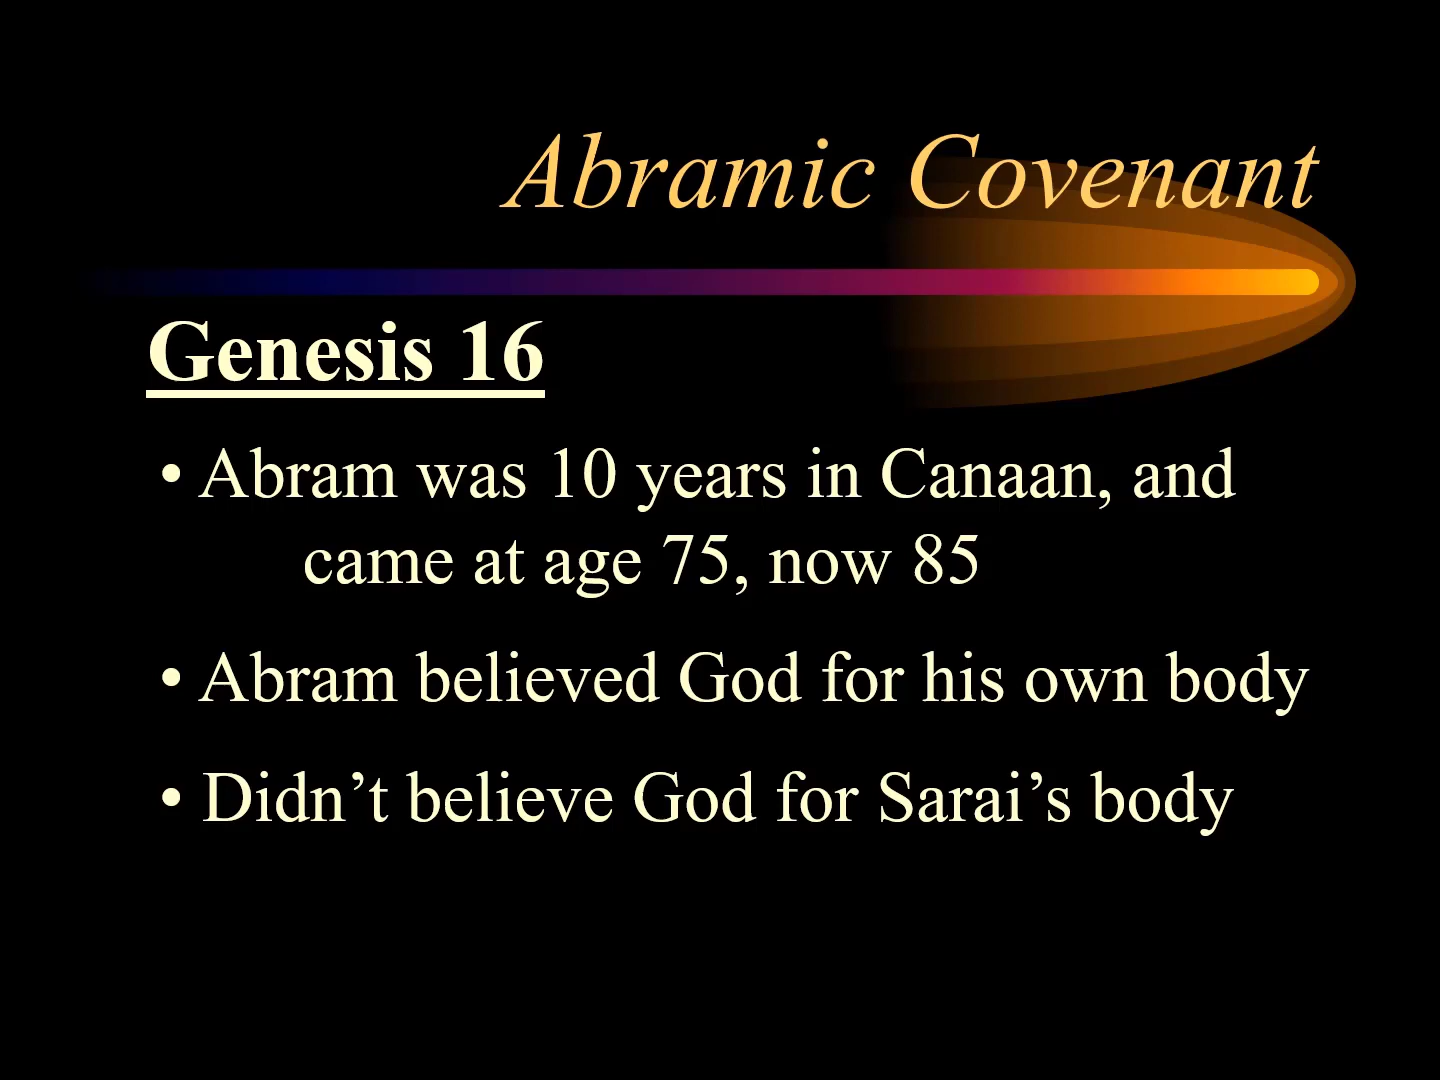 Abramic Covenant
Genesis 16
• Abram was 10 years in Canaan, and
came at age 75, now 85
• Abram believed God for his own body
• Didn’t believe God for Sarai’s body